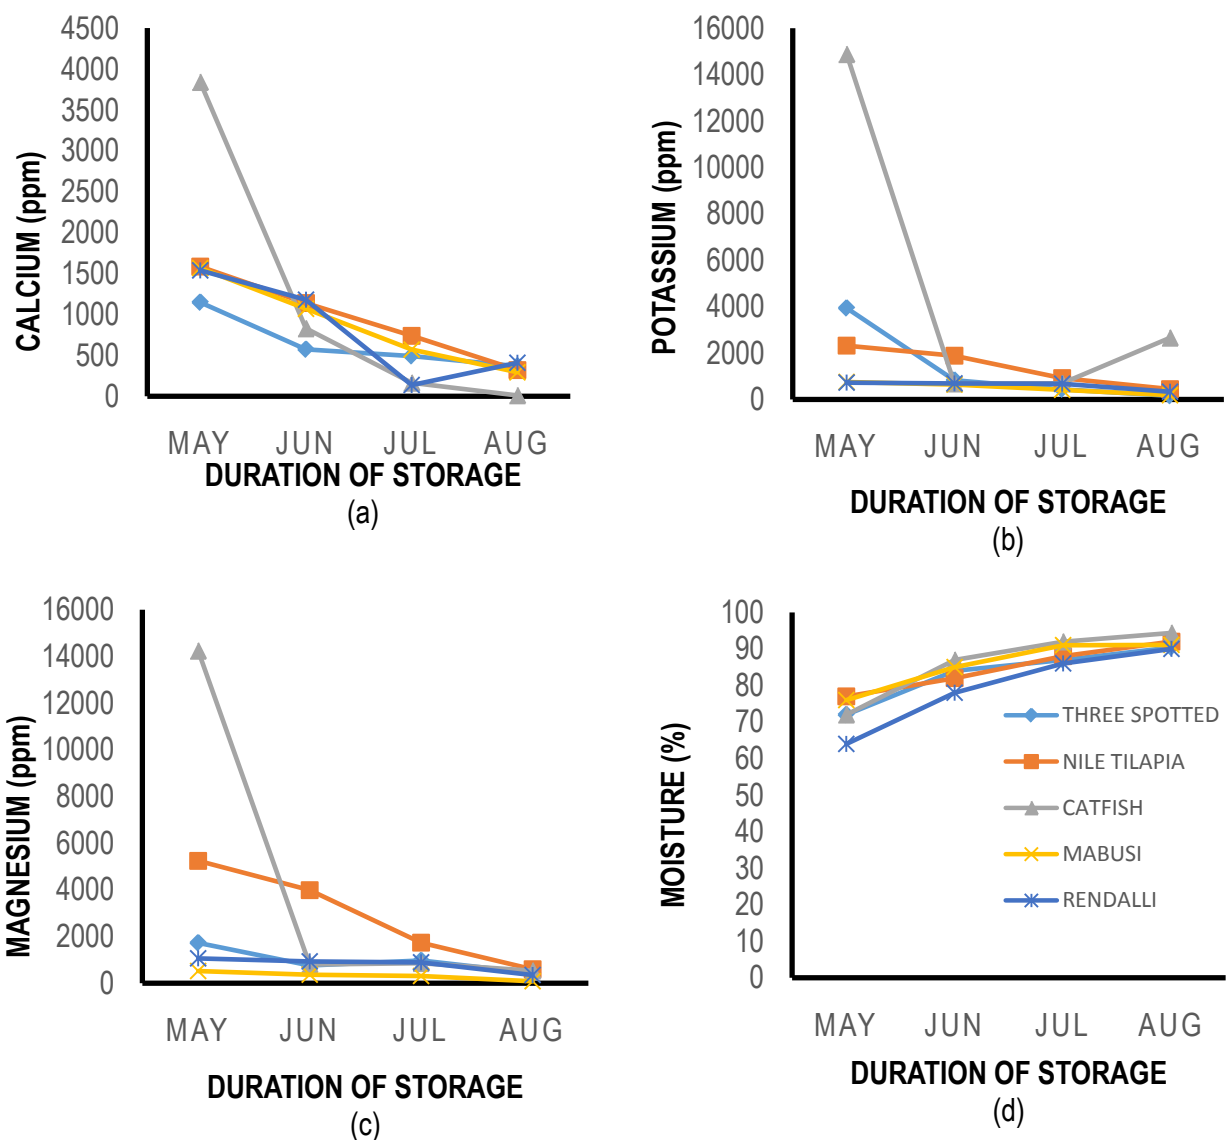 CALCIUM (ppm)
4500
4000
3500
3000
2500
2000
1500
1000
500
0
MAY JUN JUL AUG
DURATION OF STORAGE
(a)
POTASSIUM (ppm)
16000
14000
12000
10000
8000
6000
4000
2000
0
MAY JUN JUL AUG
DURATION OF STORAGE
(b)
MAGNESIUM (ppm)
16000
14000
12000
10000
8000
6000
4000
2000
0
MAY JUN JUL AUG
DURATION OF STORAGE
(c)
MOISTURE (%)
100
90
80
70
60
50
40
30
20
10
0
THREE SPOTTED
NILE TILAPIA
CATFISH
MABUSI
RENDALLI
MAY JUN JUL AUG
DURATION OF STORAGE
(d)